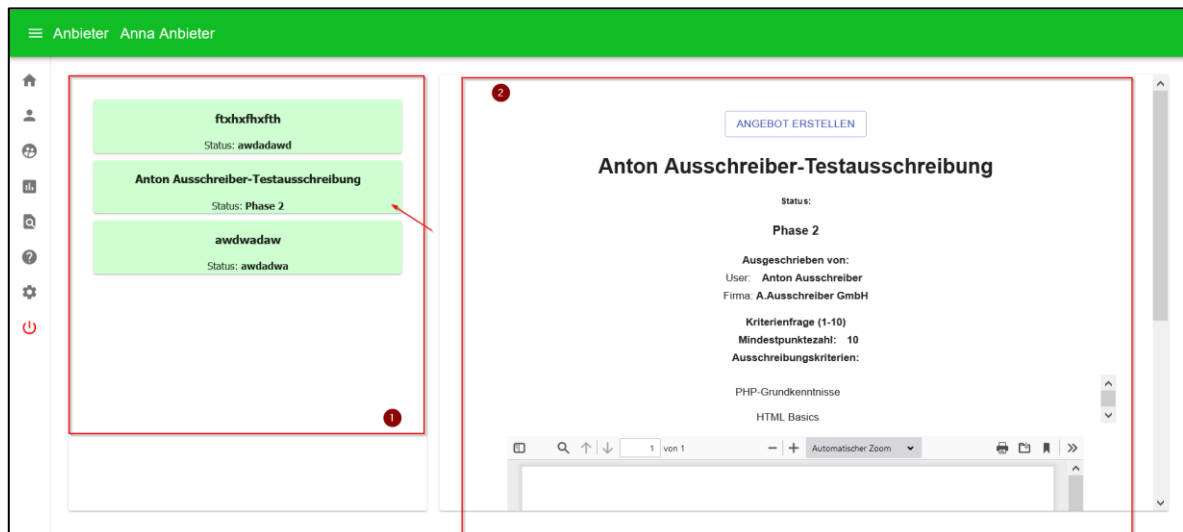 Anbieter Anna Anbieter
ftxhxfhxfth
Status: awdadawd
Anton Ausschreiber-Testausschreibung
Status: Phase 2
awdwadaw
Status: awdadwa
1
2
ANGEBOT ERSTELLEN
Anton Ausschreiber-Testausschreibung
Status:
Phase 2
Ausgeschrieben von:
User: Anton Ausschreiber
Firma: A.Ausschreiber GmbH
Kriterienfrage (1-10)
Mindestpunktezahl: 10
Ausschreibungskriterien:
PHP-Grundkenntnisse
HTML Basics
1 von 1 Automatischer Zoom